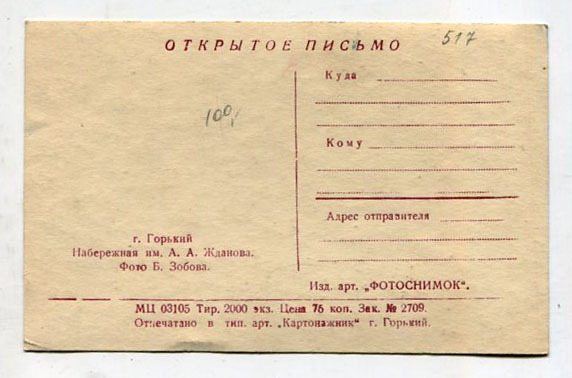 ОТКРЫТОЕ ПИСЬМО
517
100,
Куда
Кому
Адрес отправителя
г. Горький
Набережная им. А. А. Жданова.
Фото Б. Зобова.
Изд. арт. „ФОТОСНИМОК“.
МЦ 03105 Тир. 2000 экз. Цена 76 коп. Зак. № 2709.
Отпечатано в тип. арт. „Картонажник“ г. Горький.